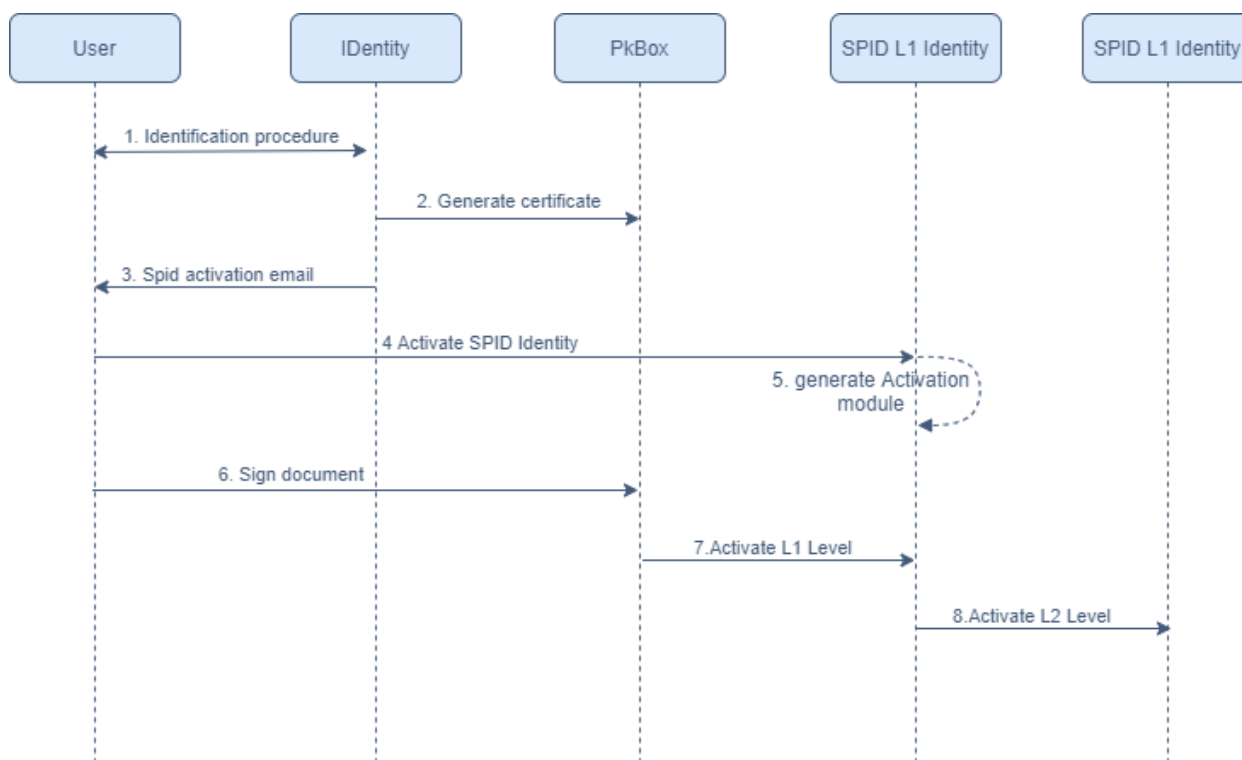 User
IDentity
PkBox
SPID L1 Identity
SPID L1 Identity
1. Identification procedure
2. Generate certificate
3. Spid activation email
4 Activate SPID Identity
5. generate Activation
module
6. Sign document
7.Activate L1 Level
8.Activate L2 Level